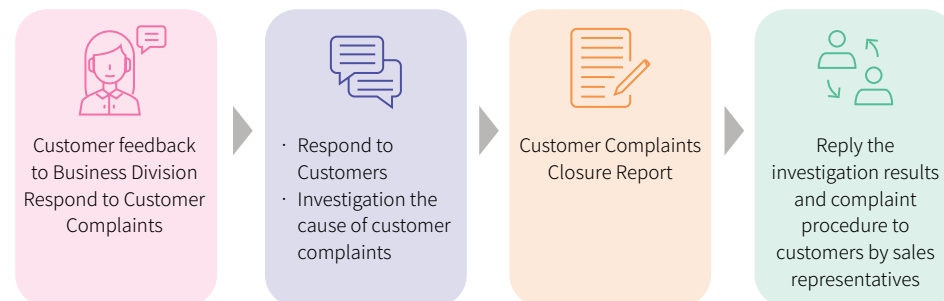 Customer feedback
to Business Division
Respond to Customer
Complaints
· Respond to
Customers
· Investigation the
cause of customer
complaints
Customer Complaints
Closure Report
Reply the
investigation results
and complaint
procedure to
customers by sales
representatives